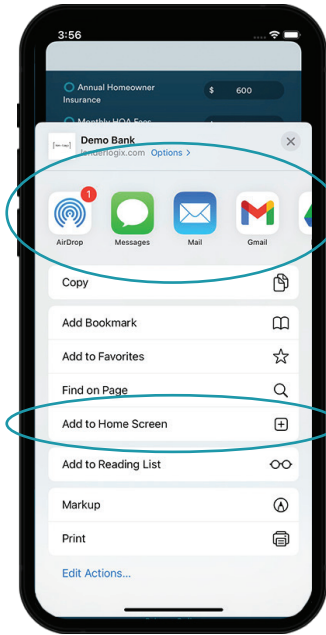 3:56
Annual Homeowner
Insurance
$ 600
Monthly HOA Fees
Demo Bank
lenderlogix.com Options >
1
AirDrop
Messages
Mail
Gmail
Copy
Add Bookmark
Add to Favorites
Find on Page
Add to Home Screen
Add to Reading List
Markup
Print
Edit Actions...